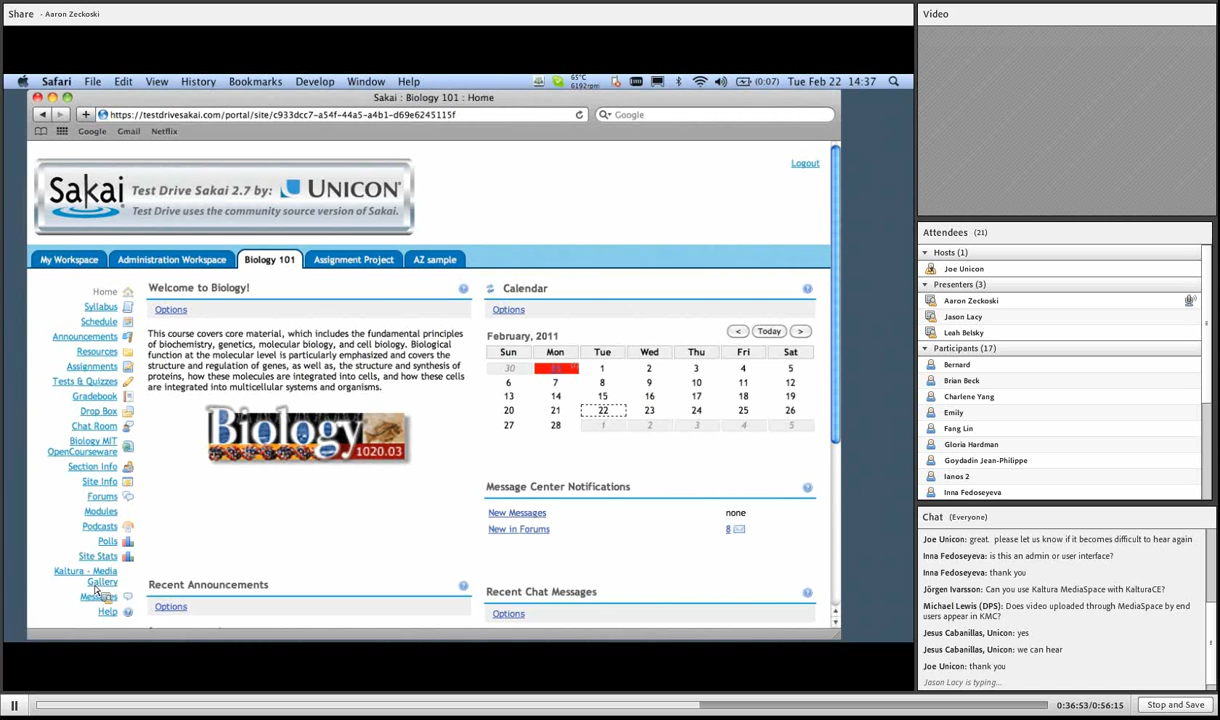 Share - Aaron Zeckoski
Safari File Edit View History Bookmarks Develop Window Help
65°C
6192rpm
(0:07) Tue Feb 22 14:37
Sakai : Biology 101 : Home
https://testdrivesakai.com/portal/site/c933dcc7-a54f-44a5-a4b1-d69e6245115f
Google
Google Gmail Netflix
Logout
Sakai Test Drive Sakai 2.7 by: UNICON
Test Drive uses the community source version of Sakai.
My Workspace Administration Workspace Biology 101 Assignment Project AZ sample
Home
Syllabus
Schedule
Announcements
Resources
Assignments
Tests & Quizzes
Gradebook
Drop Box
Chat Room
Biology MIT
OpenCourseware
Section Info
Site Info
Forums
Modules
Podcasts
Polls
Site Stats
Kaltura - Media
Gallery
Help
Welcome to Biology!
Options
This course covers core material, which includes the fundamental principles
of biochemistry, genetics, molecular biology, and cell biology. Biological
function at the molecular level is particularly emphasized and covers the
structure and regulation of genes, as well as, the structure and synthesis of
proteins, how these molecules are integrated into cells, and how these cells
are integrated into multicellular systems and organisms.
Biology
1020.03
Recent Announcements
Options
Calendar
Options
February, 2011
< Today >
Sun Mon Tue Wed Thu Fri Sat
30 1 2 3 4 5
6 7 8 9 10 11 12
13 14 15 16 17 18 19
20 21 22 23 24 25 26
27 28 1 2 3 4 5
Message Center Notifications
New Messages none
New in Forums 8
Recent Chat Messages
Options
Video
Attendees (21)
Hosts (1)
Joe Unicon
Presenters (3)
Aaron Zeckoski
Jason Lacy
Leah Belsky
Participants (17)
Bernard
Brian Beck
Charlene Yang
Emily
Fang Lin
Gloria Hardman
Goydadin Jean-Philippe
Ianos 2
Inna Fedoseyeva
Chat (Everyone)
Joe Unicon: great. please let us know if it becomes difficult to hear again
Inna Fedoseyeva: is this an admin or user interface?
Inna Fedoseyeva: thank you
Jörgen Ivarsson: Can you use Kaltura MediaSpace with KalturaCE?
Michael Lewis (DPS): Does video uploaded through MediaSpace by end
users appear in KMC?
Jesus Cabanillas, Unicon: yes
Jesus Cabanillas, Unicon: we can hear
Joe Unicon: thank you
Jason Lacy is typing...
0:36:53/0:56:15 Stop and Save